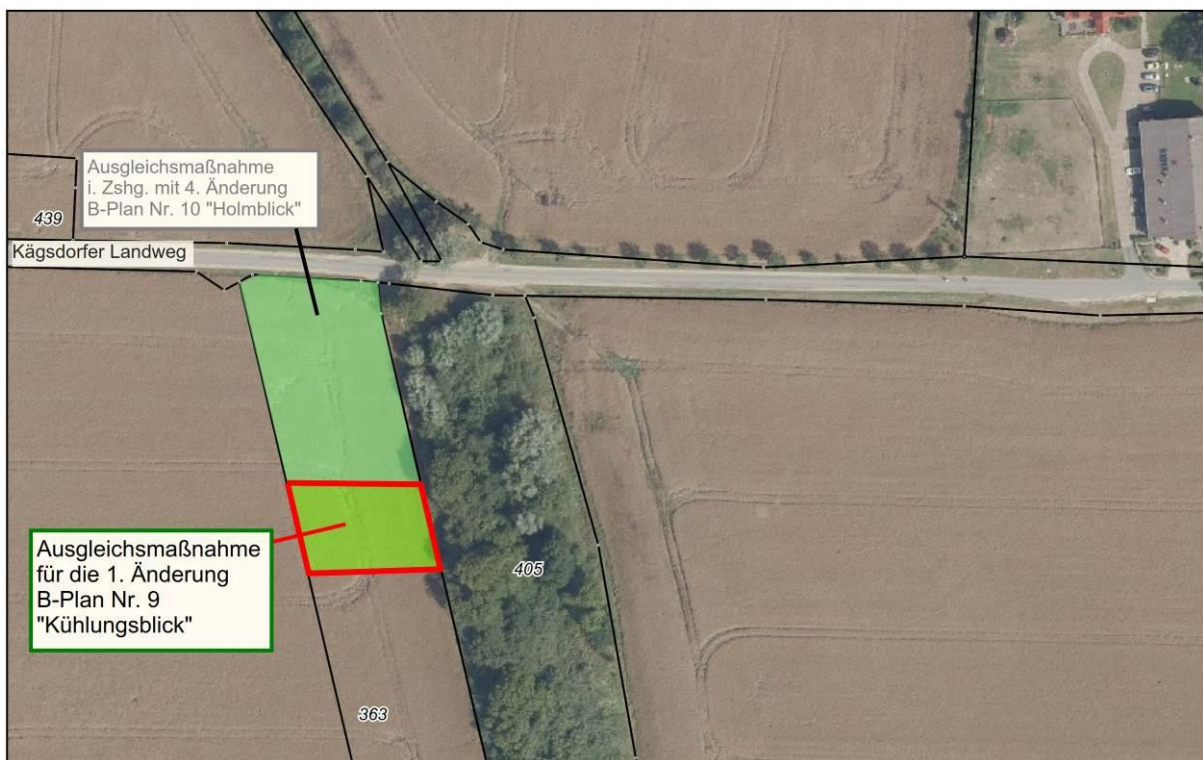 Ausgleichsmaßnahme
i. Zshg. mit 4. Änderung
B-Plan Nr. 10 "Holmblick"
439
Kägsdorfer Landweg
Ausgleichsmaßnahme
für die 1. Änderung
B-Plan Nr. 9
"Kühlungsblick"
405
363